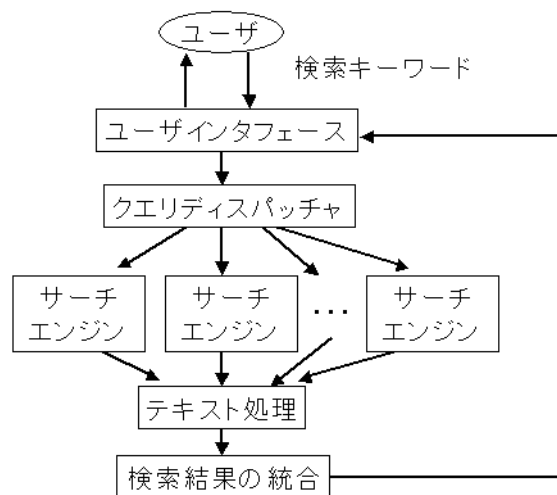 ユーザ
検索キーワード
ユーザインタフェース
クエリディスパッチャ
サーチ
エンジン
サーチ
エンジン
・・・
サーチ
エンジン
テキスト処理
検索結果の統合